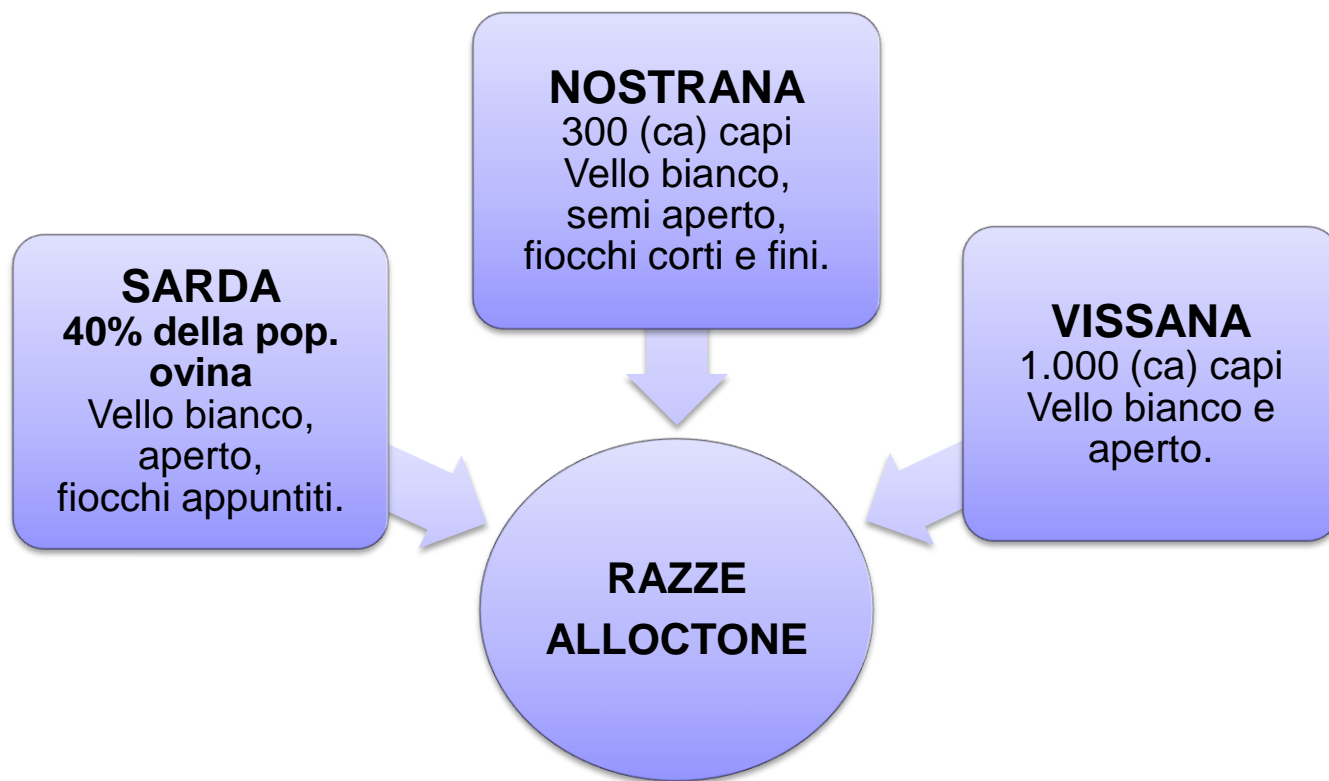 NOSTRANA
300 (ca) capi
Vello bianco,
semi aperto,
fiocchi corti e fini.
SARDA
40% della pop.
ovina
Vello bianco,
aperto,
fiocchi appuntiti.
VISSANA
1.000 (ca) capi
Vello bianco e
aperto.
RAZZE
ALLOCTONE